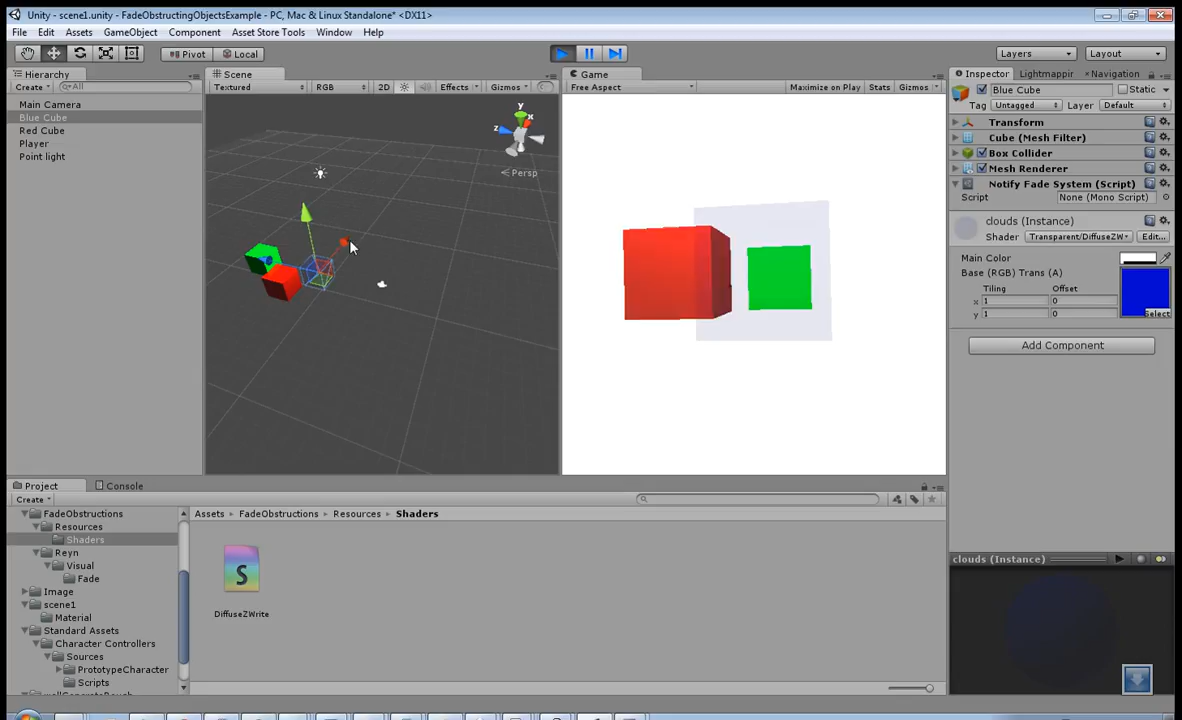 Unity - scene1.unity - FadeObstructingObjectsExample - PC, Mac & Linux Standalone* <DX11>
File Edit Assets GameObject Component Asset Store Tools Window Help
Pivot Local Layers Layout
Hierarchy
Create All
Main Camera
Blue Cube
Red Cube
Player
Point light
Scene
Textured RGB 2D Effects Gizmos
y
x
z
Persp
Game
Free Aspect Maximize on Play Stats Gizmos
Inspector Lightmappir Navigation
Blue Cube Static
Tag Untagged Layer Default
Transform
Cube (Mesh Filter)
Box Collider
Mesh Renderer
Notify Fade System (Script)
Script None (Mono Script)
clouds (Instance)
Shader Transparent/DiffuseZW Edit...
Main Color
Base (RGB) Trans (A)
Tiling Offset
x 1 0
y 1 0
Select
Add Component
clouds (Instance)
Project Console
Create
FadeObstructions
Resources
Shaders
Reyn
Visual
Fade
Image
scene1
Material
Standard Assets
Character Controllers
Sources
PrototypeCharacter
Scripts
Assets FadeObstructions Resources Shaders
S
DiffuseZWrite